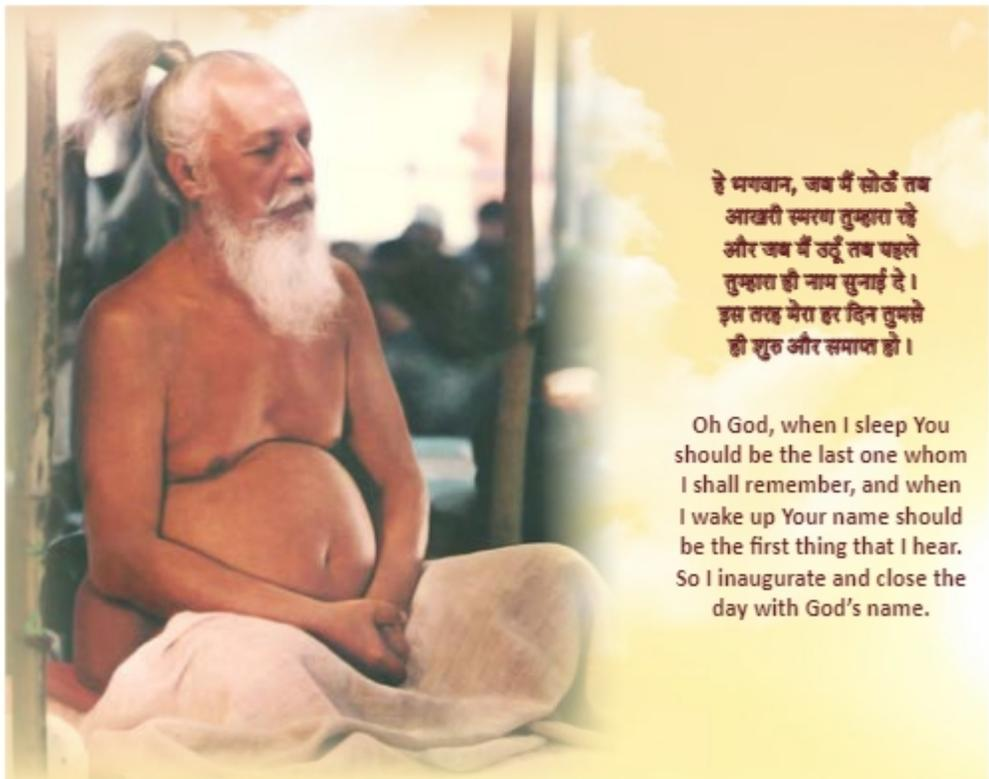 हे भगवान, जब मैं सोऊँ तब
आखरी स्मरण तुम्हारा रहे
और जब मैं उठूँ तब पहले
तुम्हारा ही नाम सुनाई दे।
इस तरह मेरा हर दिन तुमसे
ही शुरु और समाप्त हो।
Oh God, when I sleep You
should be the last one whom
I shall remember, and when
I wake up Your name should
be the first thing that I hear.
So I inaugurate and close the
day with God’s name.